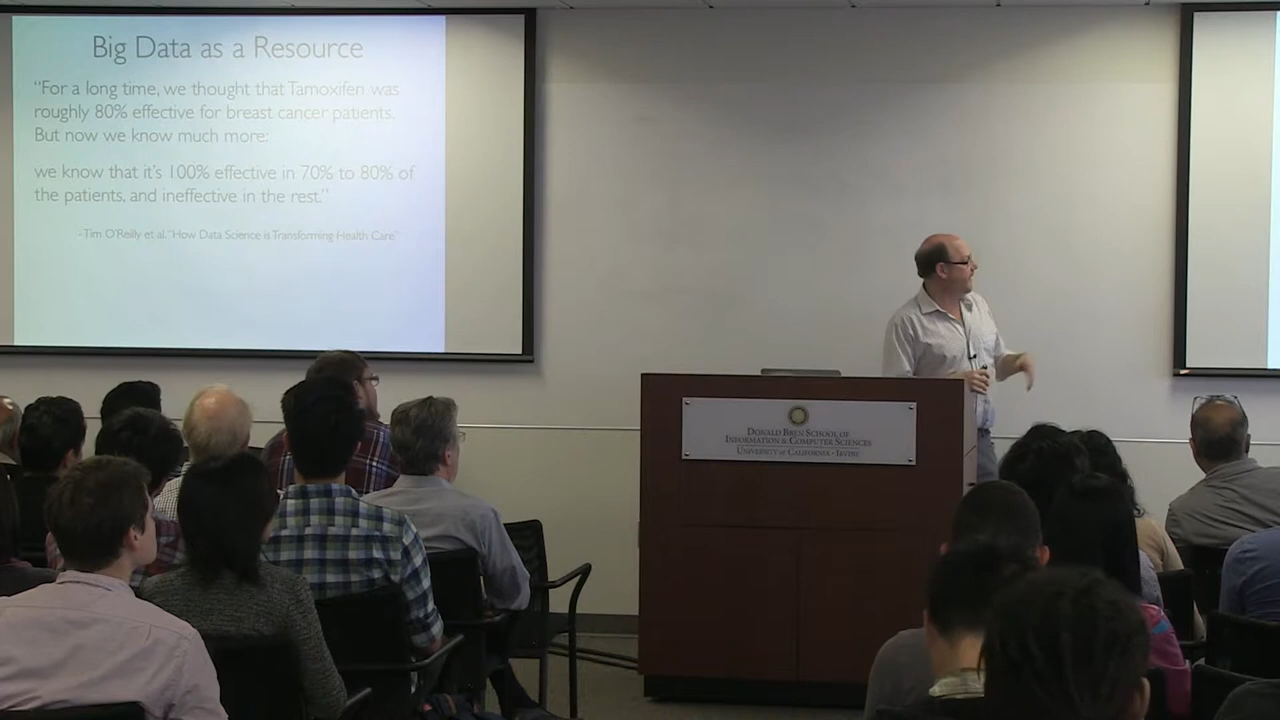 Big Data as a Resource
“For a long time, we thought that Tamoxifen was
roughly 80% effective for breast cancer patients.
But now we know much more:
we know that it’s 100% effective in 70% to 80% of
the patients, and ineffective in the rest.”
- Tim O’Reilly et al. “How Data Science is Transforming Health Care”
DONALD BREN SCHOOL OF
INFORMATION & COMPUTER SCIENCES
UNIVERSITY of CALIFORNIA · IRVINE